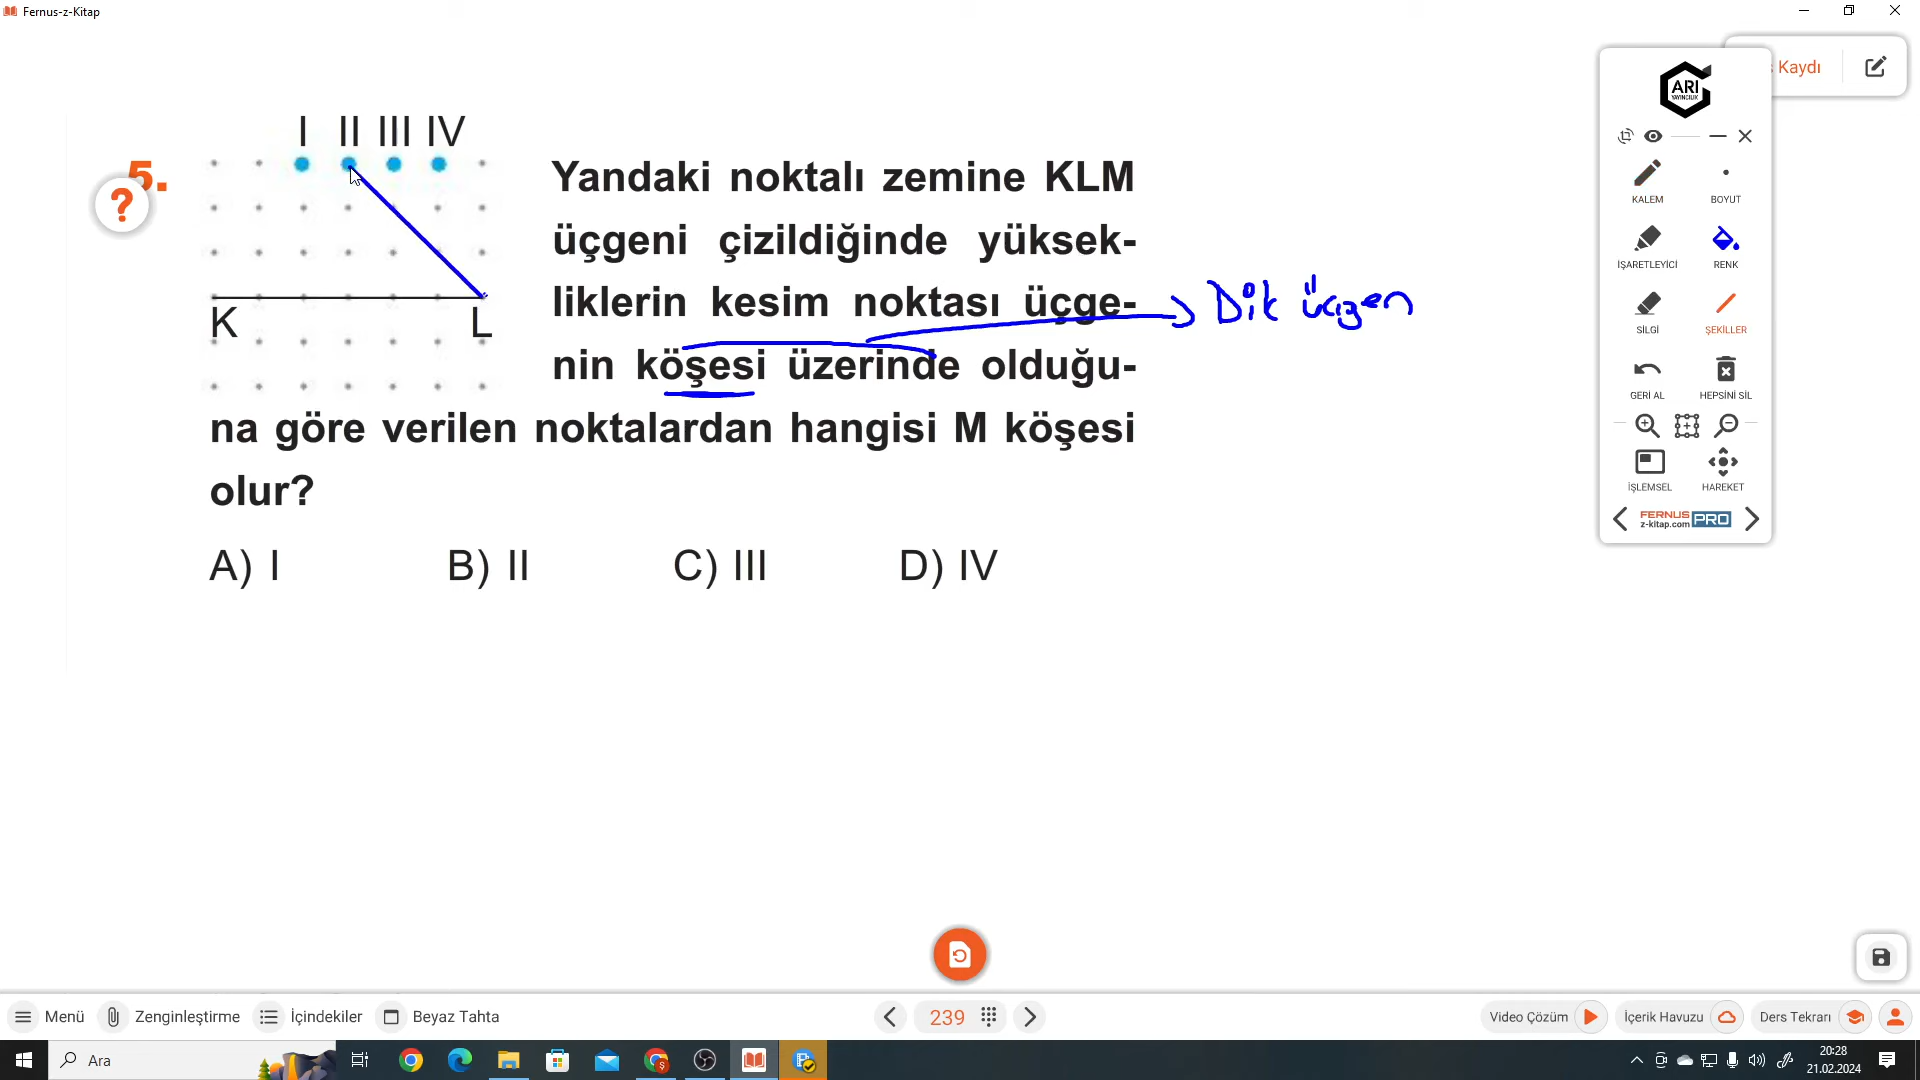 Fernus-z-Kitap
Kaydı
ARI
YAYINCILIK
I II III IV
5.
?
K L
Yandaki noktalı zemine KLM
üçgeni çizildiğinde yüksek-
liklerin kesim noktası üçge-
nin köşesi üzerinde olduğu-
na göre verilen noktalardan hangisi M köşesi
olur?
Dik üçgen
A) I B) II C) III D) IV
KALEM BOYUT
İŞARETLEYİCİ RENK
SİLGİ ŞEKİLLER
GERİ AL HEPSİNİ SİL
İŞLEMSEL HAREKET
FERNUS
z-kitap.com PRO
Menü Zenginleştirme İçindekiler Beyaz Tahta 239 Video Çözüm İçerik Havuzu Ders Tekrarı
Ara 20:28
21.02.2024